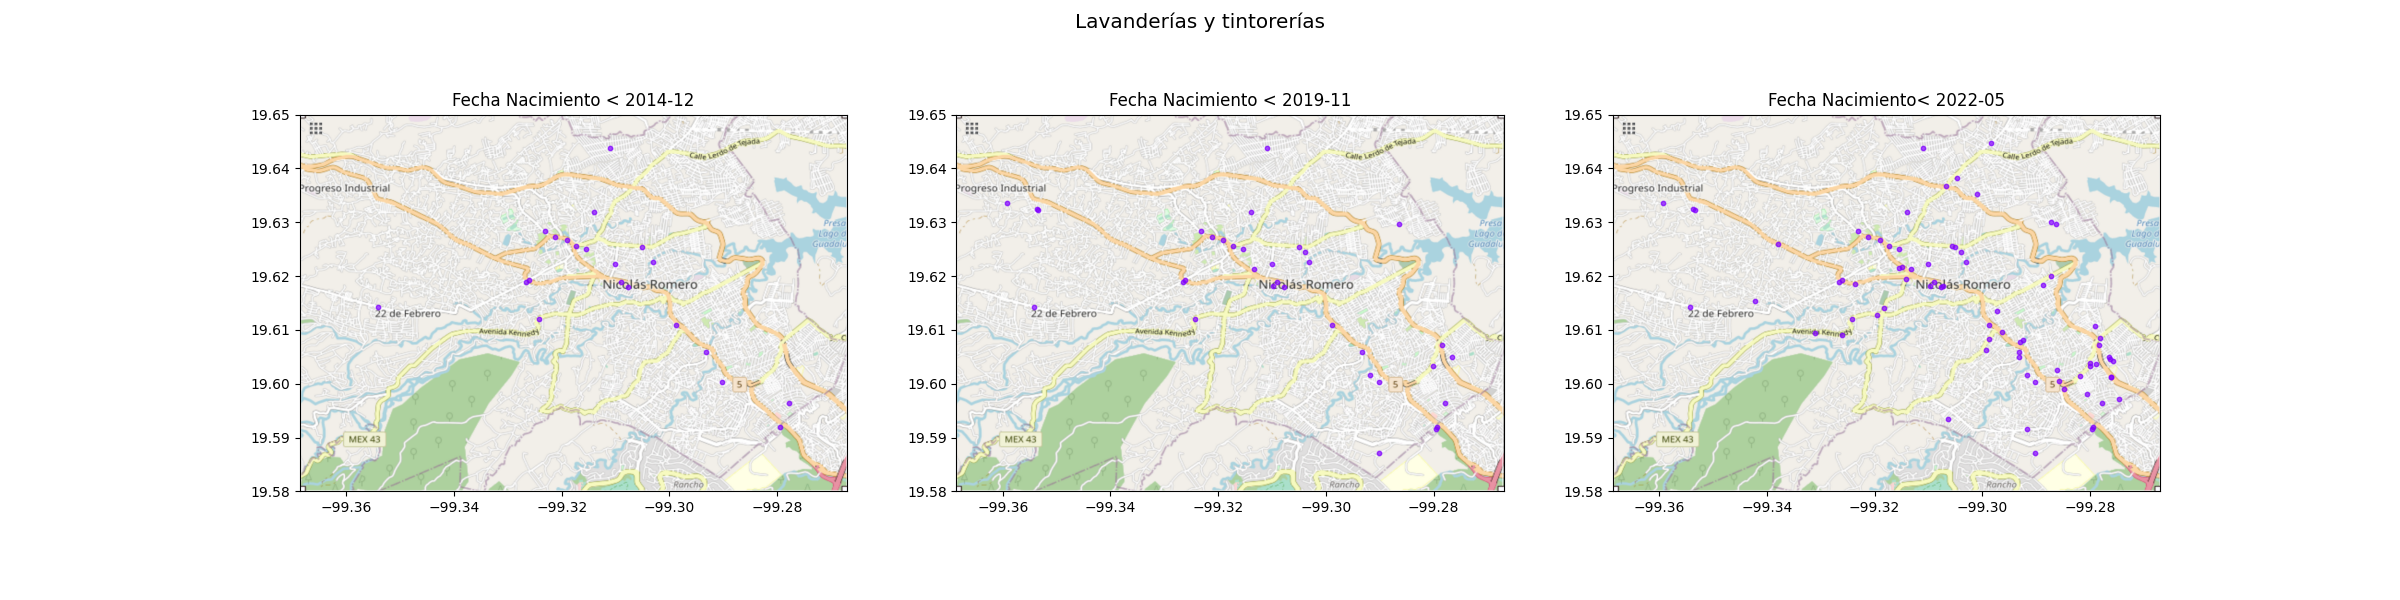 Lavanderías y tintorerías
Fecha Nacimiento < 2014-12
19.65
19.64
19.63
19.62
19.61
19.60
19.59
19.58
−99.36
−99.34
−99.32
−99.30
−99.28
Calle Lerdo de Tejada
Progreso Industrial
Presa
Lago d
Guadalu
Nicolás Romero
22 de Febrero
Avenida Kennedy
5
MEX 43
Rancho
Fecha Nacimiento < 2019-11
19.65
19.64
19.63
19.62
19.61
19.60
19.59
19.58
−99.36
−99.34
−99.32
−99.30
−99.28
Calle Lerdo de Tejada
Progreso Industrial
Presa
Lago d
Guadalu
Nicolás Romero
22 de Febrero
Avenida Kennedy
5
MEX 43
Rancho
Fecha Nacimiento< 2022-05
19.65
19.64
19.63
19.62
19.61
19.60
19.59
19.58
−99.36
−99.34
−99.32
−99.30
−99.28
Calle Lerdo de Tejada
Progreso Industrial
Presa
Lago d
Guadalu
Nicolás Romero
22 de Febrero
Avenida Kennedy
5
MEX 43
Rancho